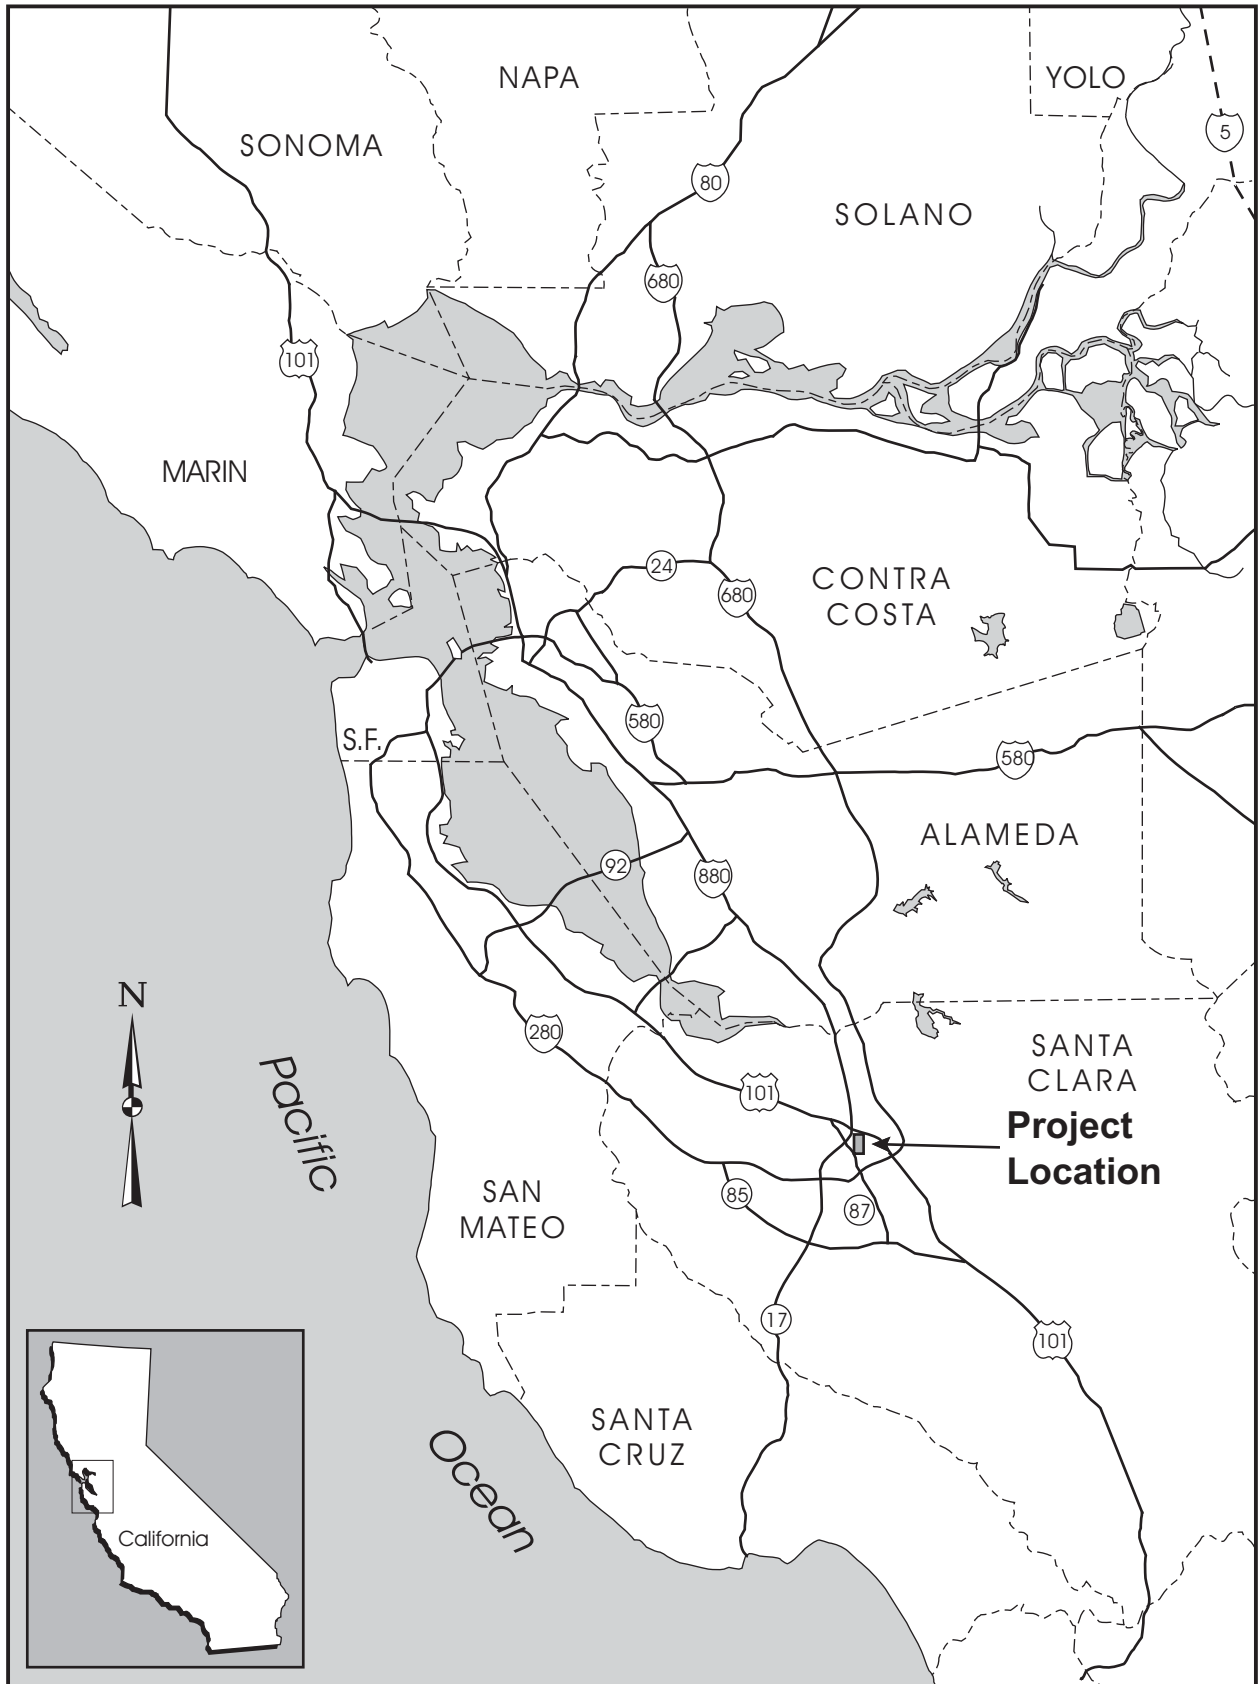 NAPA
YOLO
5
SONOMA
80
SOLANO
680
101
MARIN
24
CONTRA
COSTA
680
580
S.F.
580
ALAMEDA
92
880
N
280
SANTA
CLARA
Pacific
101
Project
Location
SAN
MATEO
85
87
17
101
SANTA
CRUZ
Ocean
California